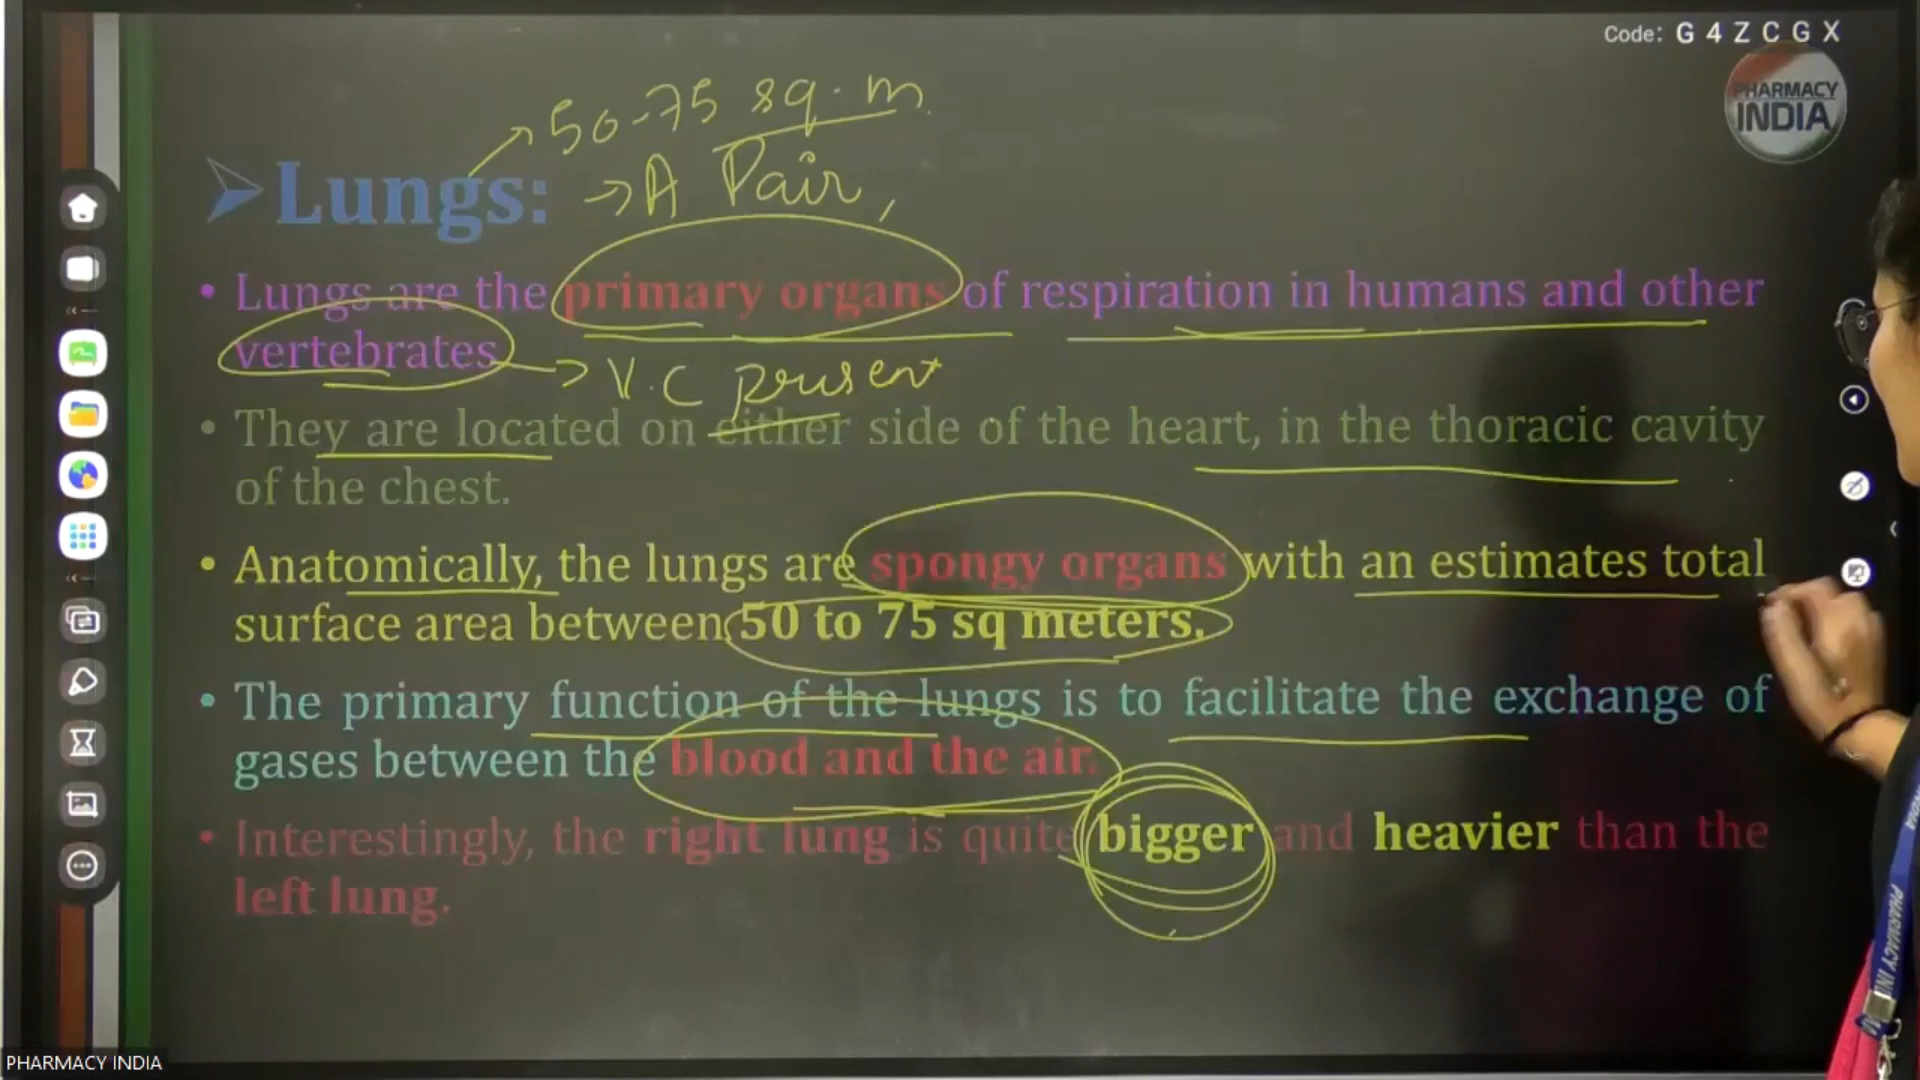 Code: G 4 Z C G X
PHARMACY
INDIA
50-75 sq.m.
Lungs:
→ A Pair,
• Lungs are the primary organs of respiration in humans and other
vertebrates → V.C present
• They are located on either side of the heart, in the thoracic cavity
of the chest.
• Anatomically, the lungs are spongy organs with an estimates total
surface area between 50 to 75 sq meters.
• The primary function of the lungs is to facilitate the exchange of
gases between the blood and the air.
• Interestingly, the right lung is quite bigger and heavier than the
left lung.
PHARMACY INDIA